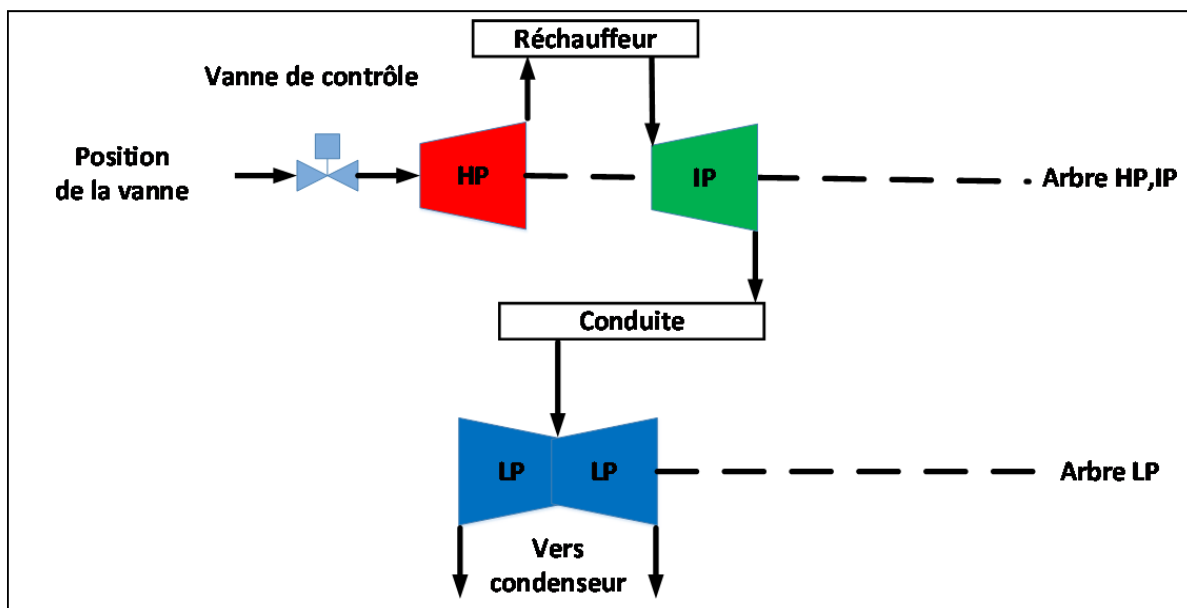 Réchauffeur
Vanne de contrôle
Position
de la vanne
HP
IP
Arbre HP,IP
Conduite
LP
LP
Arbre LP
Vers
condenseur